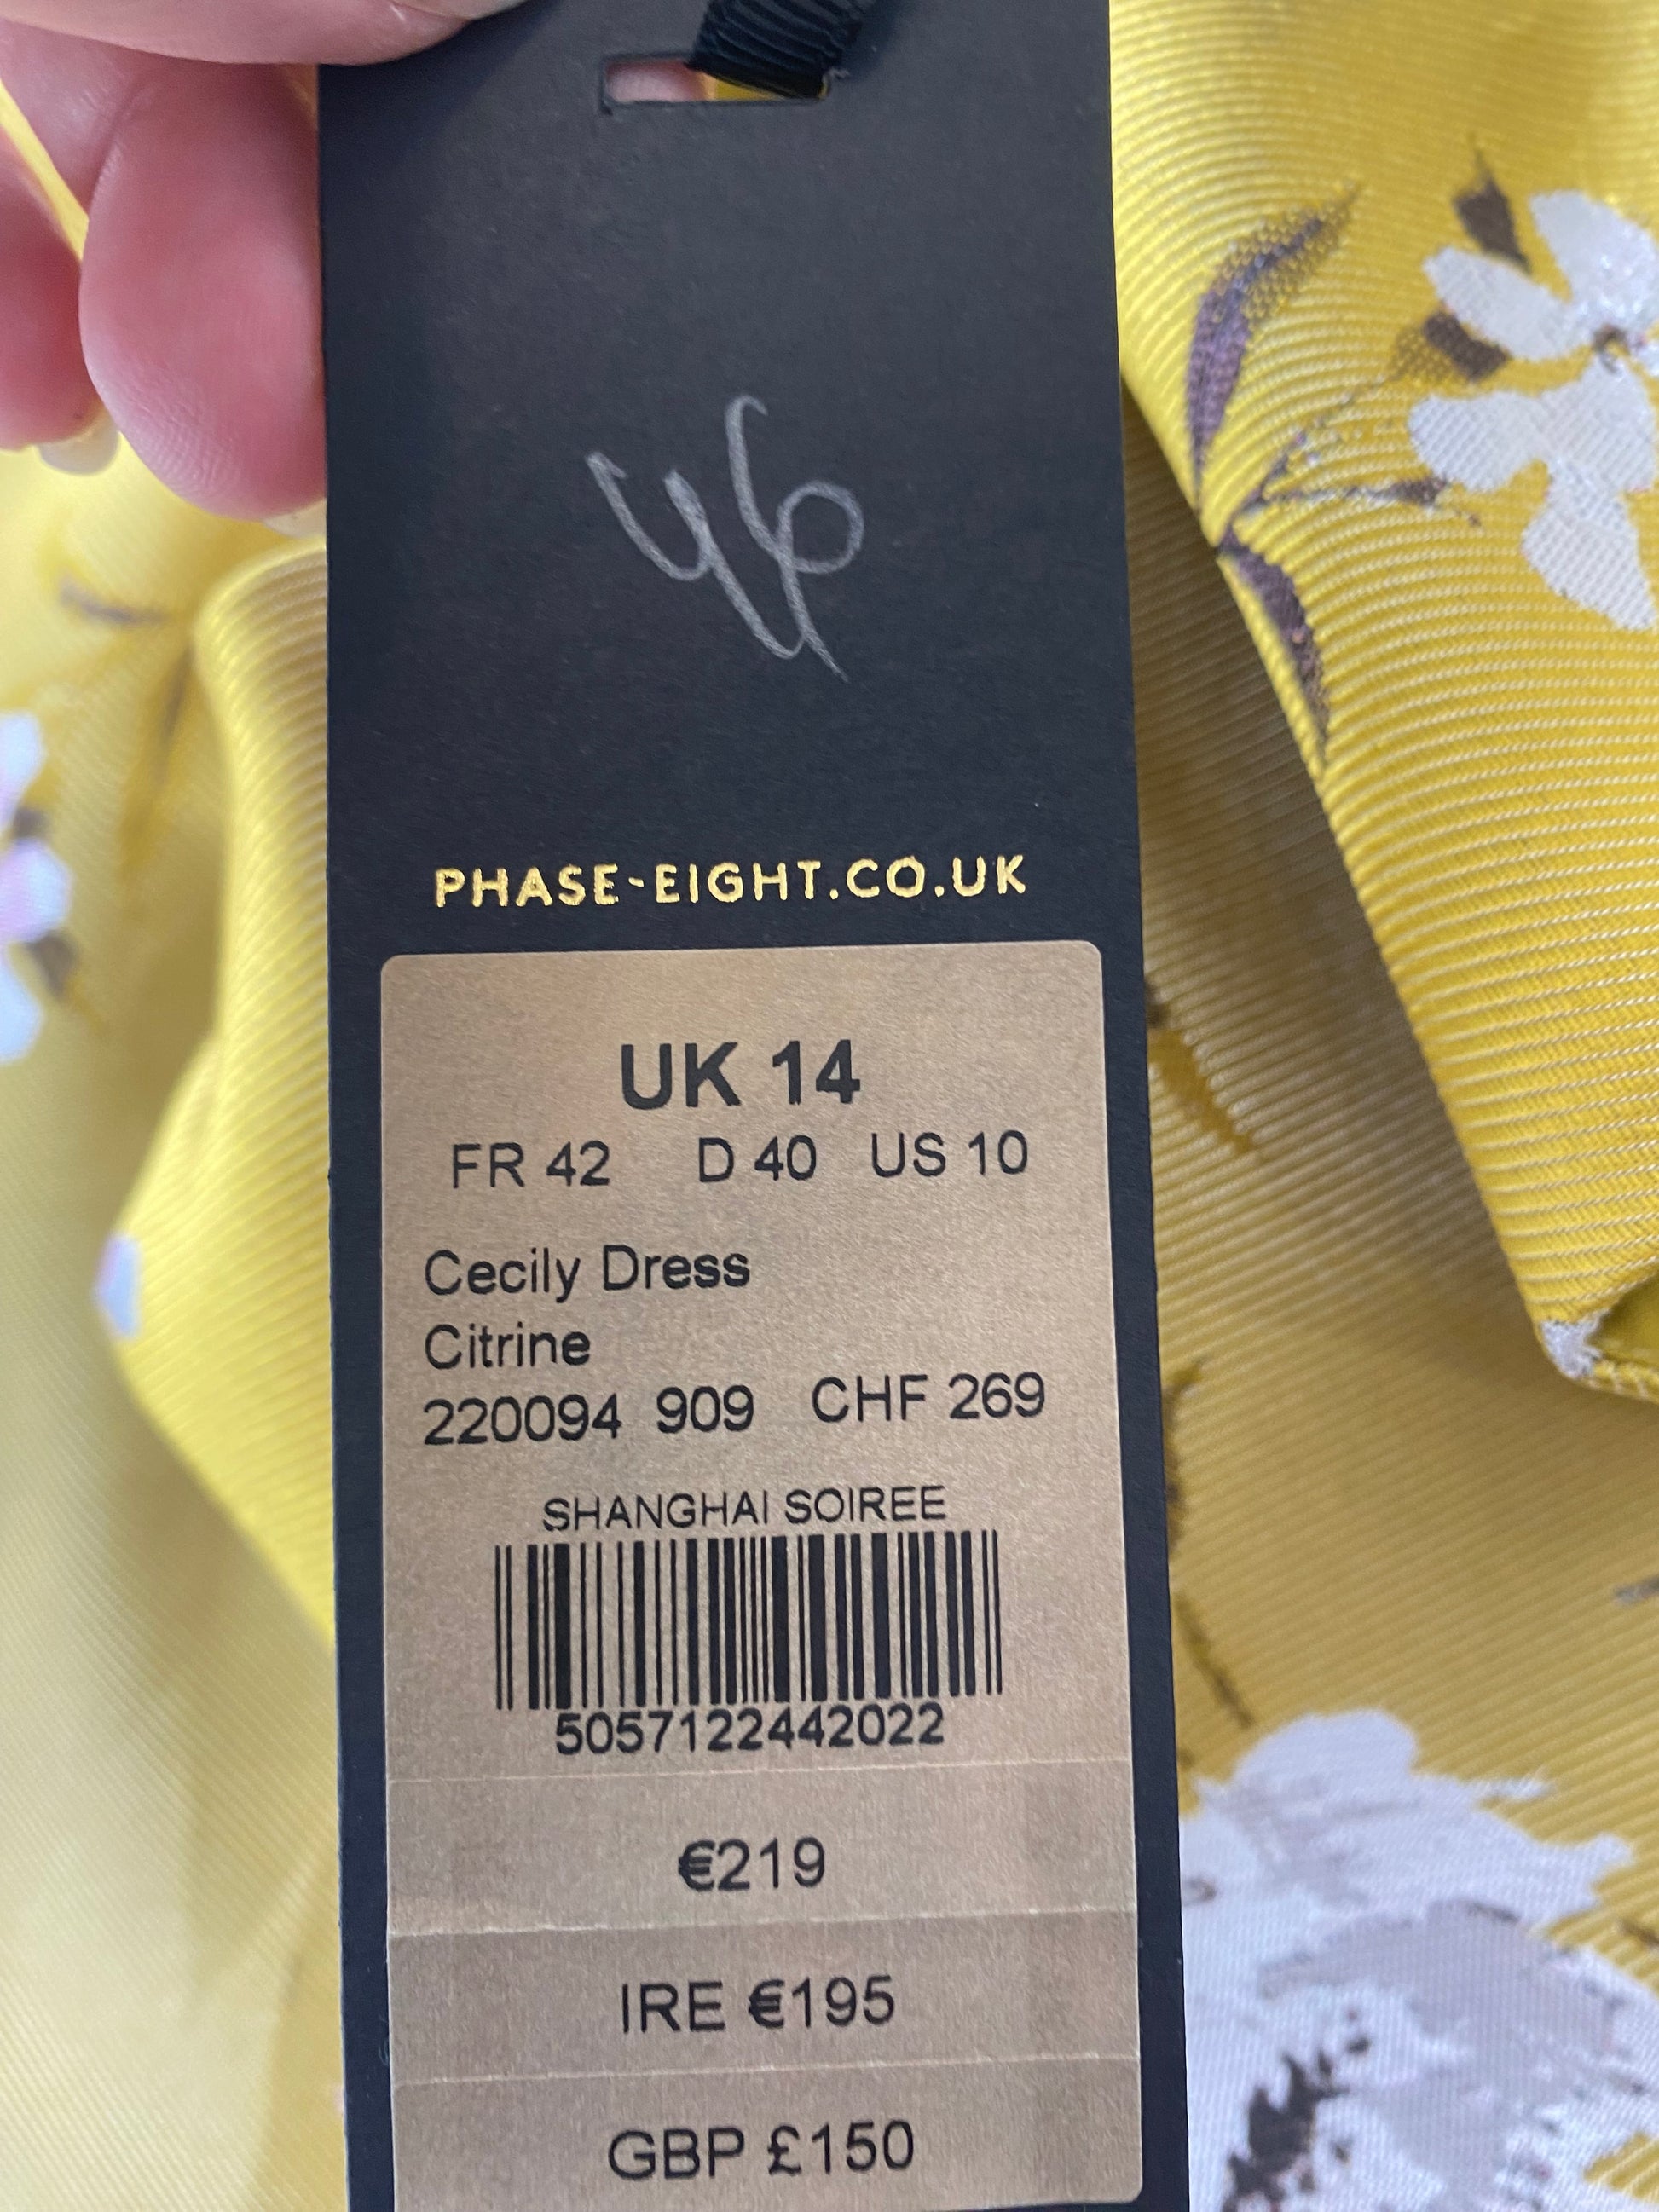 46
PHASE-EIGHT.CO.UK
UK 14
FR 42 D 40 US 10
Cecily Dress
Citrine
220094 909 CHF 269
SHANGHAI SOIREE
5057122442022
€219
IRE €195
GBP £150